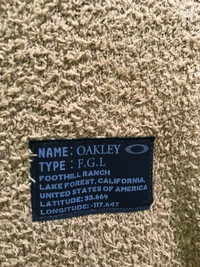 NAME: OAKLEY
TYPE : F.G.L
FOOTHILL RANCH
LAKE FOREST, CALIFORNIA,
UNITED STATES OF AMERICA
LATITUDE: 33.669
LONGITUDE: -117.647